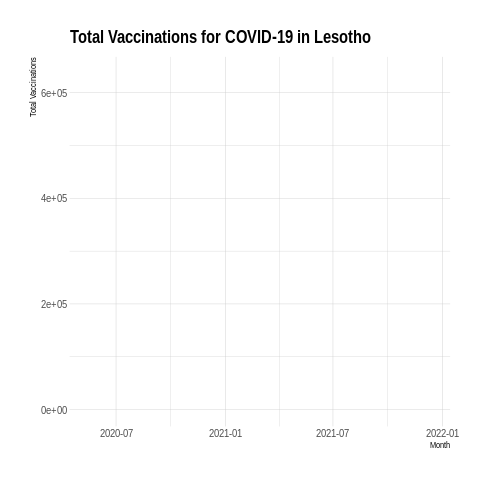 Total Vaccinations for COVID-19 in Lesotho
Total Vaccinations
6e+05
4e+05
2e+05
0e+00
2020-07 2021-01 2021-07 2022-01
Month